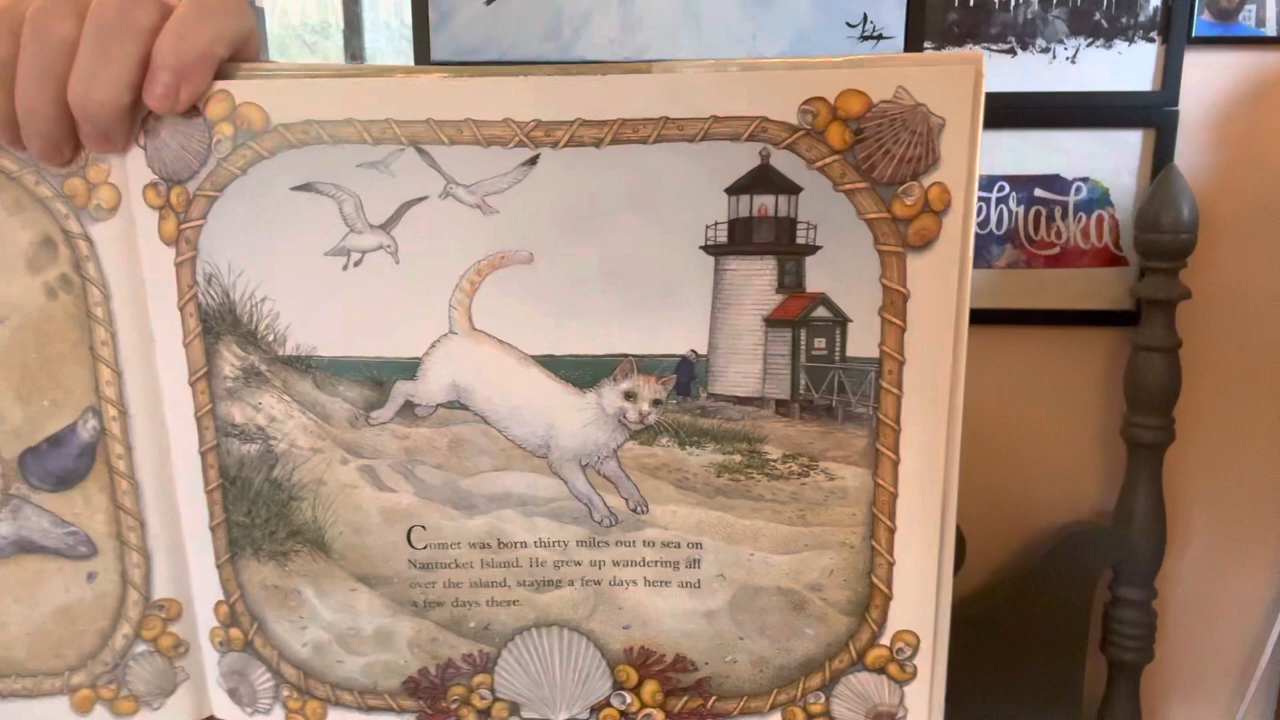 ebraska
Comet was born thirty miles out to sea on
Nantucket Island. He grew up wandering all
over the island, staying a few days here and
a few days there.